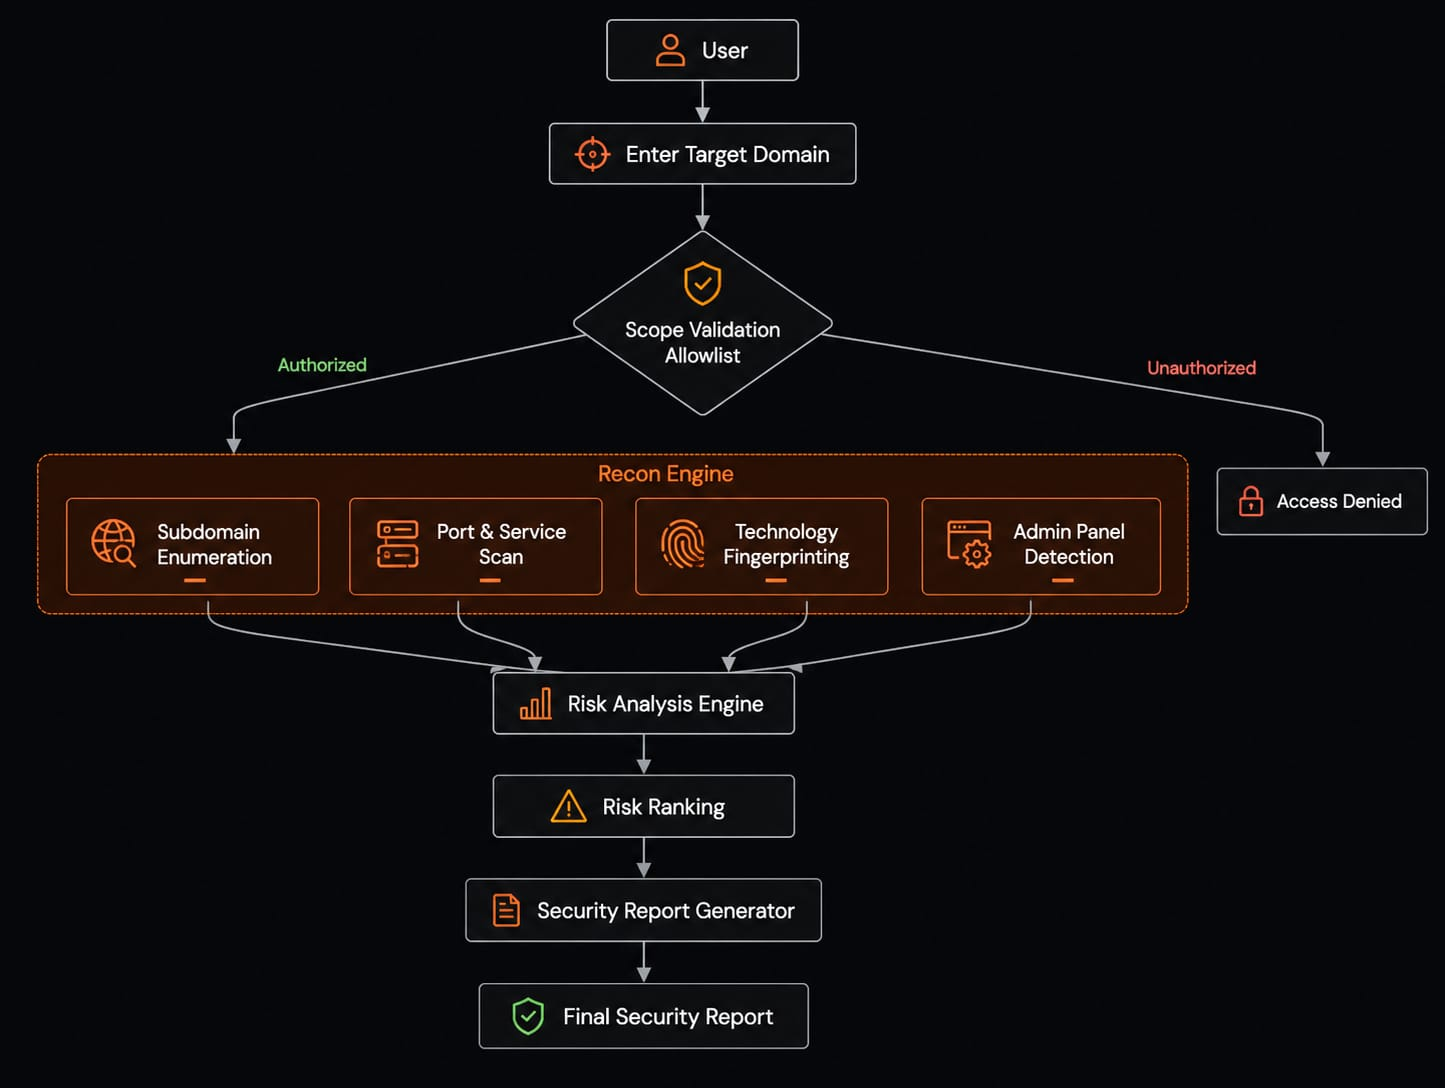 User
Enter Target Domain
Scope Validation
Allowlist
Authorized
Unauthorized
Recon Engine
Subdomain
Enumeration
Port & Service
Scan
Technology
Fingerprinting
Admin Panel
Detection
Access Denied
Risk Analysis Engine
Risk Ranking
Security Report Generator
Final Security Report